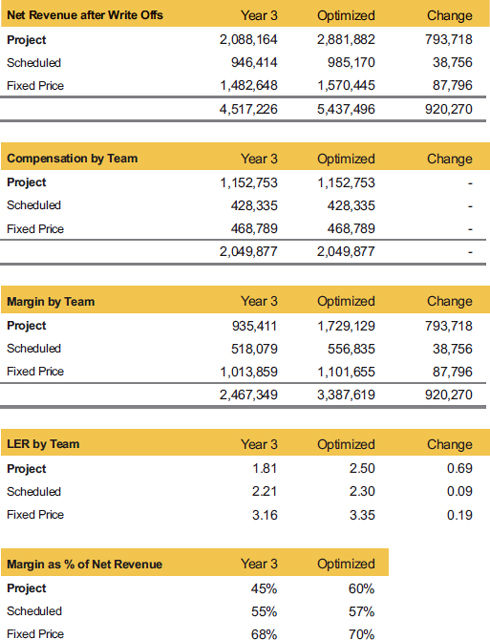 Net Revenue after Write Offs Year 3 Optimized Change
Project 2,088,164 2,881,882 793,718
Scheduled 946,414 985,170 38,756
Fixed Price 1,482,648 1,570,445 87,796
4,517,226 5,437,496 920,270
Compensation by Team Year 3 Optimized Change
Project 1,152,753 1,152,753 -
Scheduled 428,335 428,335 -
Fixed Price 468,789 468,789 -
2,049,877 2,049,877 -
Margin by Team Year 3 Optimized Change
Project 935,411 1,729,129 793,718
Scheduled 518,079 556,835 38,756
Fixed Price 1,013,859 1,101,655 87,796
2,467,349 3,387,619 920,270
LER by Team Year 3 Optimized Change
Project 1.81 2.50 0.69
Scheduled 2.21 2.30 0.09
Fixed Price 3.16 3.35 0.19
Margin as % of Net Revenue Year 3 Optimized
Project 45% 60%
Scheduled 55% 57%
Fixed Price 68% 70%